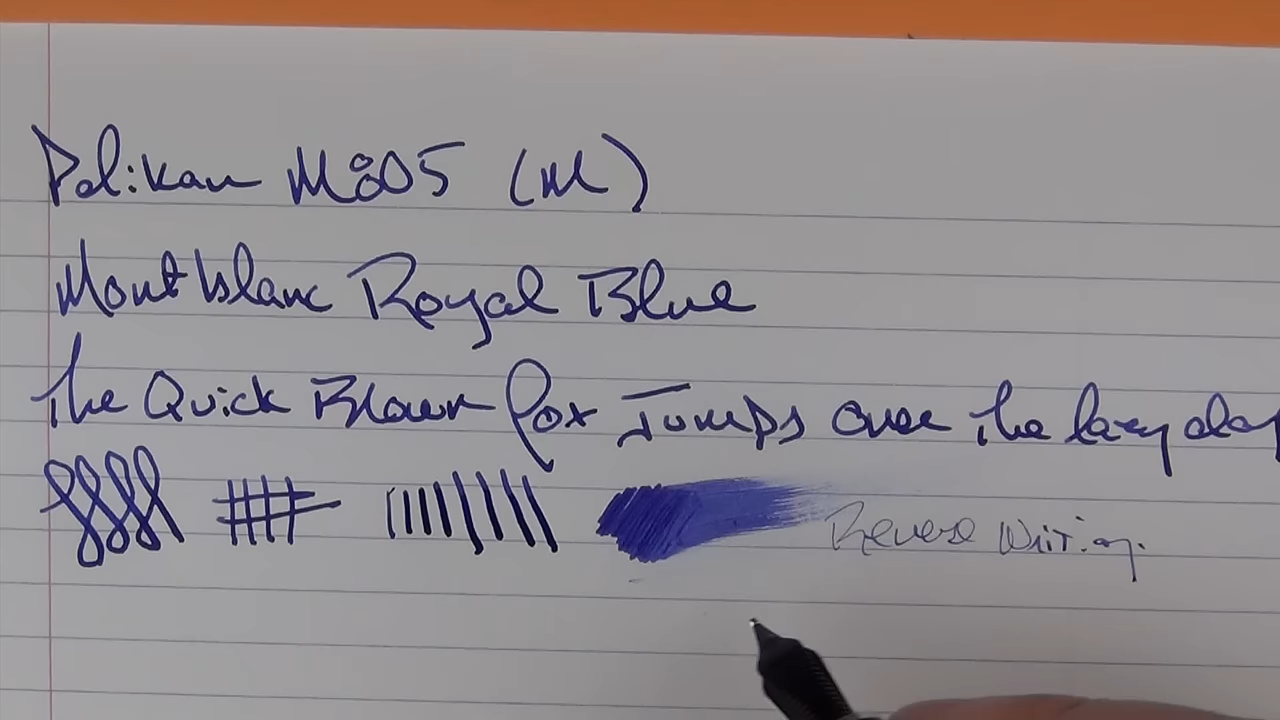 Pelikan M805 (M)
Montblanc Royal Blue
The Quick Brown Fox Jumps over the lazy dog
Reverse Writing.